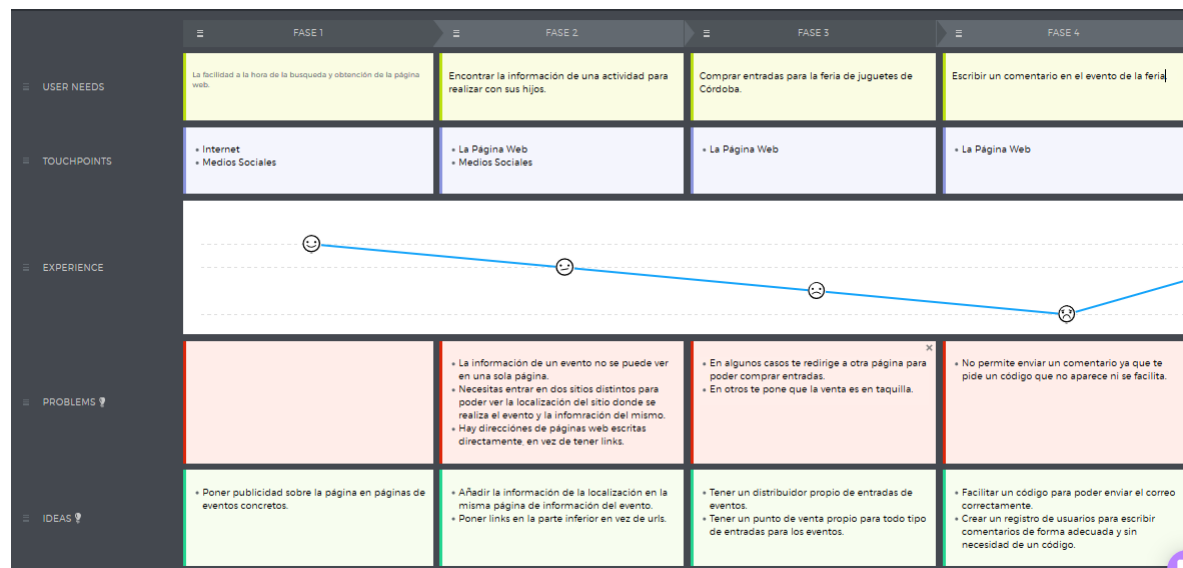 FASE 1
FASE 2
FASE 3
FASE 4
USER NEEDS
La facilidad a la hora de la busqueda y obtención de la página
web.
Encontrar la información de una actividad para
realizar con sus hijos.
Comprar entradas para la feria de juguetes de
Córdoba.
Escribir un comentario en el evento de la feria
TOUCHPOINTS
• Internet
• Medios Sociales
• La Página Web
• Medios Sociales
• La Página Web
• La Página Web
EXPERIENCE
PROBLEMS
• La información de un evento no se puede ver
en una sola página.
• Necesitas entrar en dos sitios distintos para
poder ver la localización del sitio donde se
realiza el evento y la infomración del mismo.
• Hay direcciónes de páginas web escritas
directamente, en vez de tener links.
• En algunos casos te redirige a otra página para
poder comprar entradas.
• En otros te pone que la venta es en taquilla.
• No permite enviar un comentario ya que te
pide un código que no aparece ni se facilita.
IDEAS
• Poner publicidad sobre la página en páginas de
eventos concretos.
• Añadir la información de la localización en la
misma página de información del evento.
• Poner links en la parte inferior en vez de urls.
• Tener un distribuidor propio de entradas de
eventos.
• Tener un punto de venta propio para todo tipo
de entradas para los eventos.
• Facilitar un código para poder enviar el correo
correctamente.
• Crear un registro de usuarios para escribir
comentarios de forma adecuada y sin
necesidad de un código.